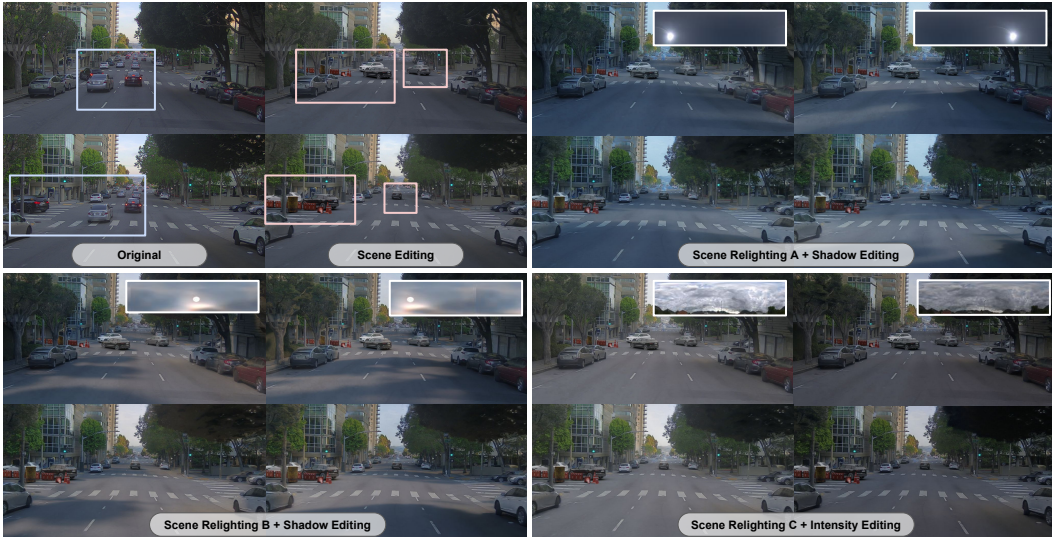 Original
Scene Editing
Scene Relighting A + Shadow Editing
Scene Relighting B + Shadow Editing
Scene Relighting C + Intensity Editing